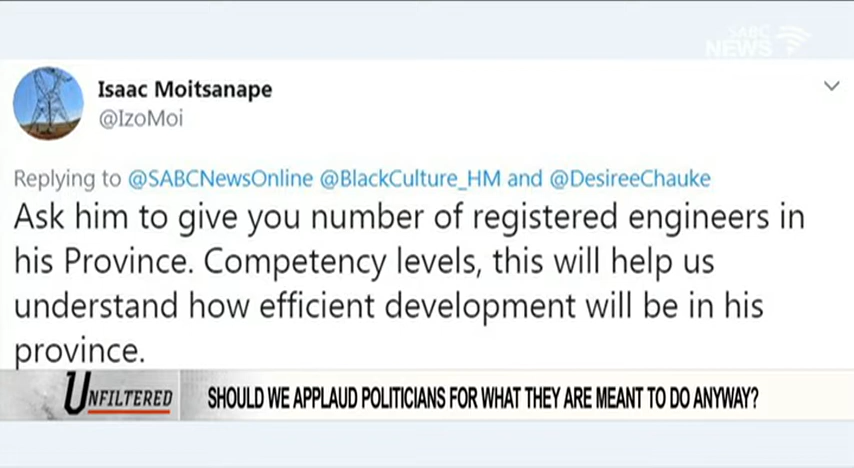 SABC
NEWS
Isaac Moitsanape
@IzoMoi
Replying to @SABCNewsOnline @BlackCulture_HM and @DesireeChauke
Ask him to give you number of registered engineers in
his Province. Competency levels, this will help us
understand how efficient development will be in his
province.
UNFILTERED
SHOULD WE APPLAUD POLITICIANS FOR WHAT THEY ARE MEANT TO DO ANYWAY?